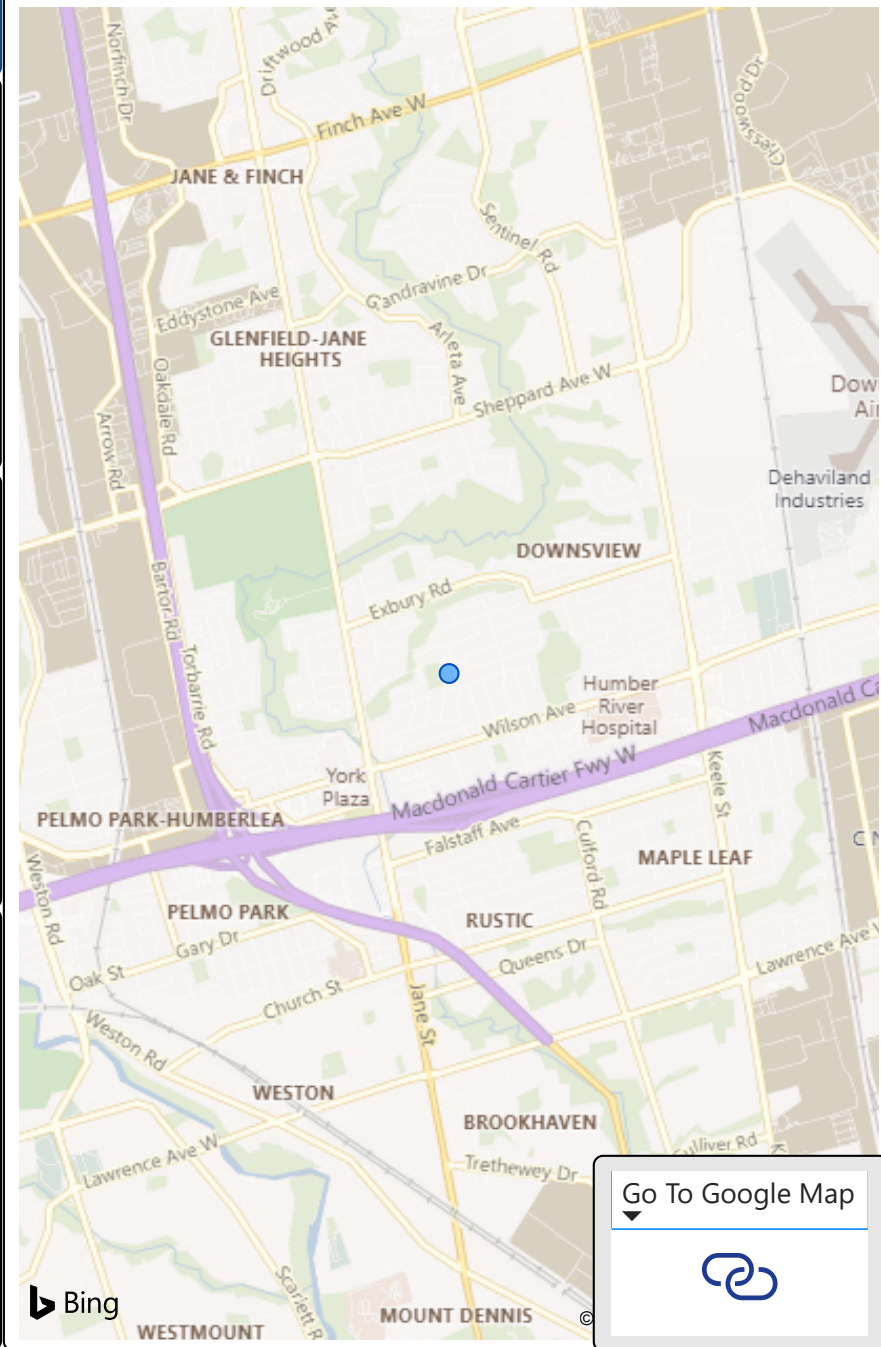 Norfinch Dr
Driftwood Av
Chesswood Dr
Finch Ave W
JANE & FINCH
Sentinel Rd
Gandravine Dr
Eddystone Ave
GLENFIELD-JANE
HEIGHTS
Arleta Ave
Oakdale Rd
Sheppard Ave W
Dow
Air
Arrow Rd
Dehaviland
Industries
DOWNSVIEW
Bartor Rd
Exbury Rd
Torbarrie Rd
Humber
River
Hospital
Wilson Ave
Macdonald Ca
York
Plaza
Macdonald Cartier Fwy W
Keele St
PELMO PARK-HUMBERLEA
Falstaff Ave
Culford Rd
C N
MAPLE LEAF
Weston Rd
PELMO PARK
RUSTIC
Gary Dr
Queens Dr
Lawrence Ave W
Oak St
Church St
Jane St
Weston Rd
WESTON
BROOKHAVEN
Lawrence Ave W
Trethewey Dr
ulliver Rd
K
Go To Google Map
Scarlett R
Bing
MOUNT DENNIS
©
WESTMOUNT